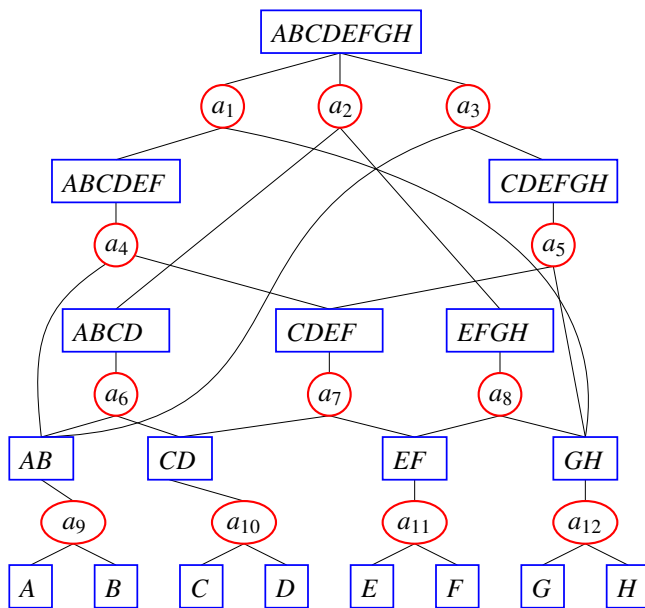 ABCDEFGH
a1 a2 a3
ABCDEF CDEFGH
a4 a5
ABCD CDEF EFGH
a6 a7 a8
AB CD EF GH
a9 a10 a11 a12
A B C D E F G H